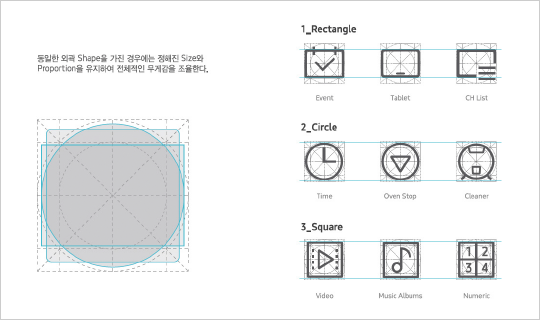 동일한 외곽 Shape을 가진 경우에는 정해진 Size와
Proportion을 유지하여 전체적인 무게감을 조율한다.
1_Rectangle
Event
Tablet
CH List
2_Circle
Time
Oven Stop
Cleaner
3_Square
1 2
3 4
Video
Music Albums
Numeric